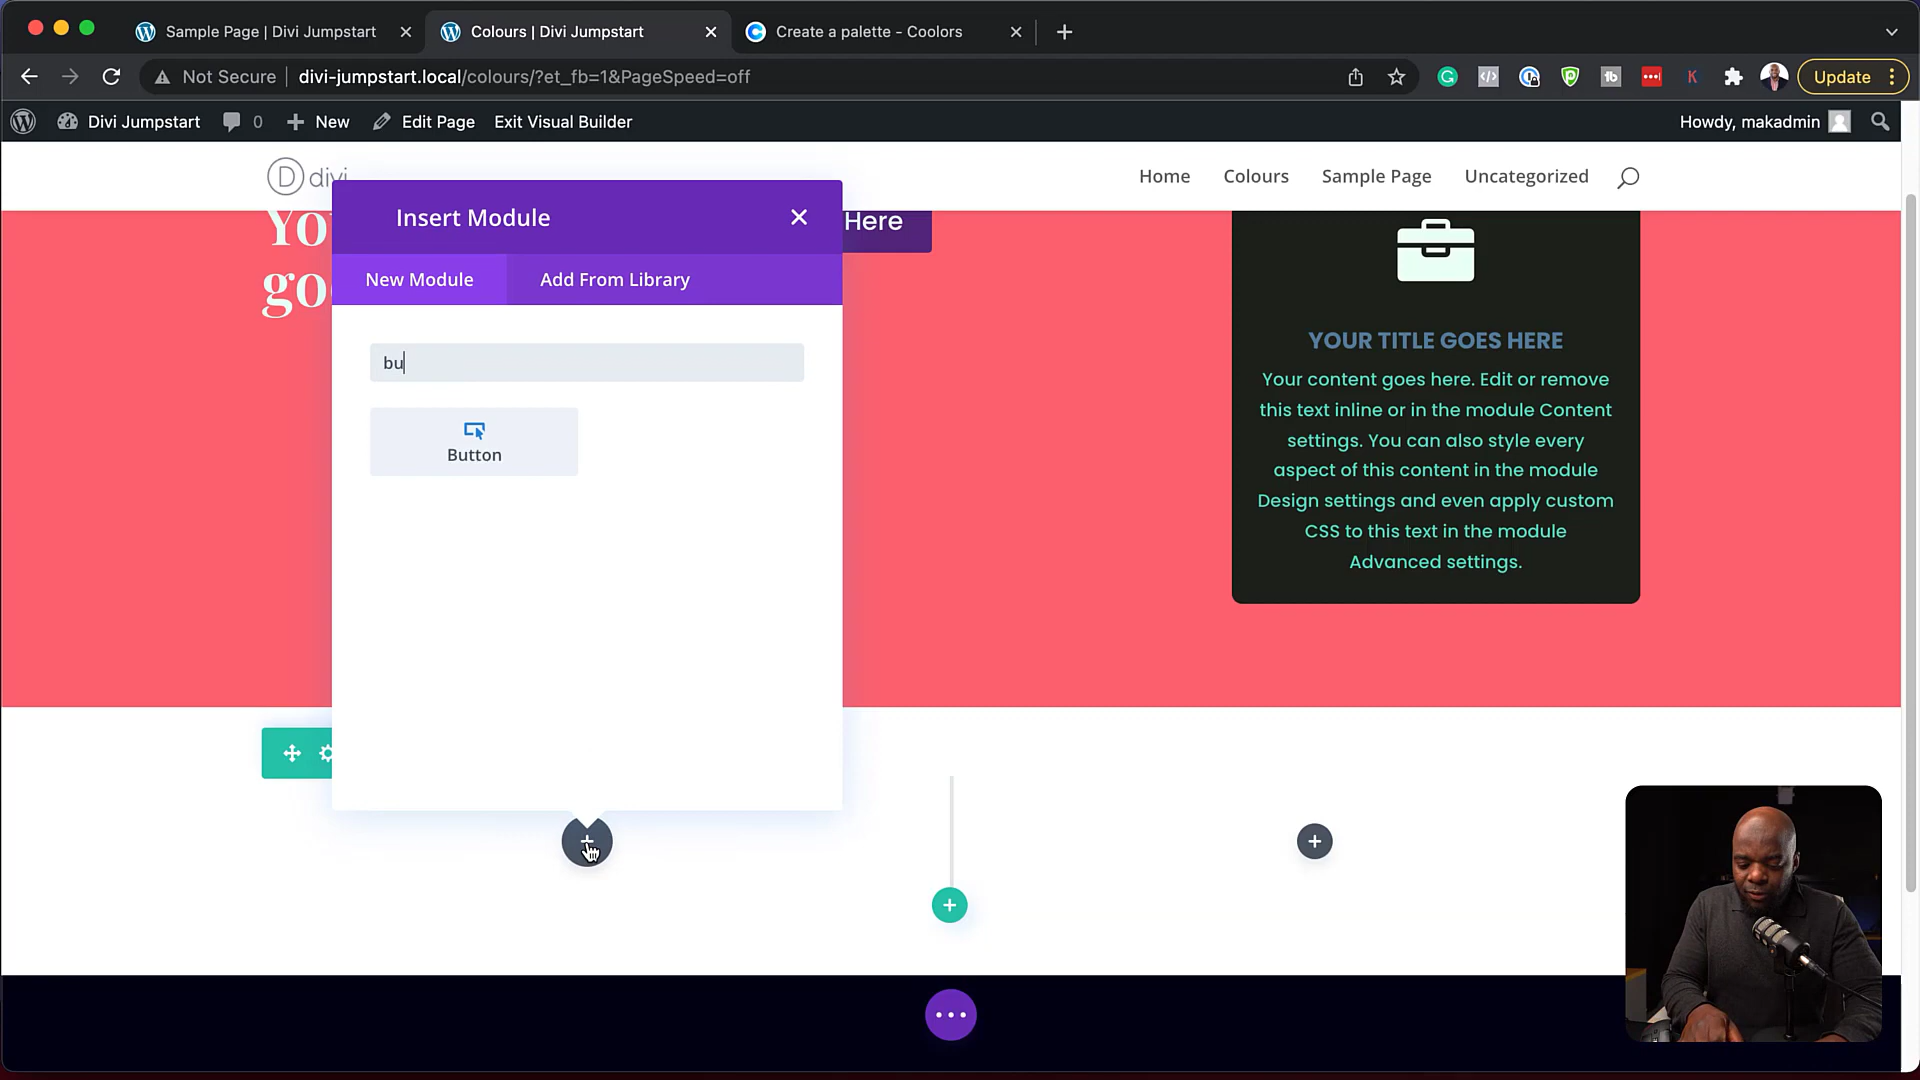 Sample Page | Divi Jumpstart
Colours | Divi Jumpstart
Create a palette - Coolors
Not Secure
divi-jumpstart.local/colours/?et_fb=1&PageSpeed=off
Update
Divi Jumpstart
0
New
Edit Page
Exit Visual Builder
Howdy, makadmin
D divi
Home
Colours
Sample Page
Uncategorized
Insert Module
Here
New Module
Add From Library
bu
Button
YOUR TITLE GOES HERE
Your content goes here. Edit or remove
this text inline or in the module Content
settings. You can also style every
aspect of this content in the module
Design settings and even apply custom
CSS to this text in the module
Advanced settings.